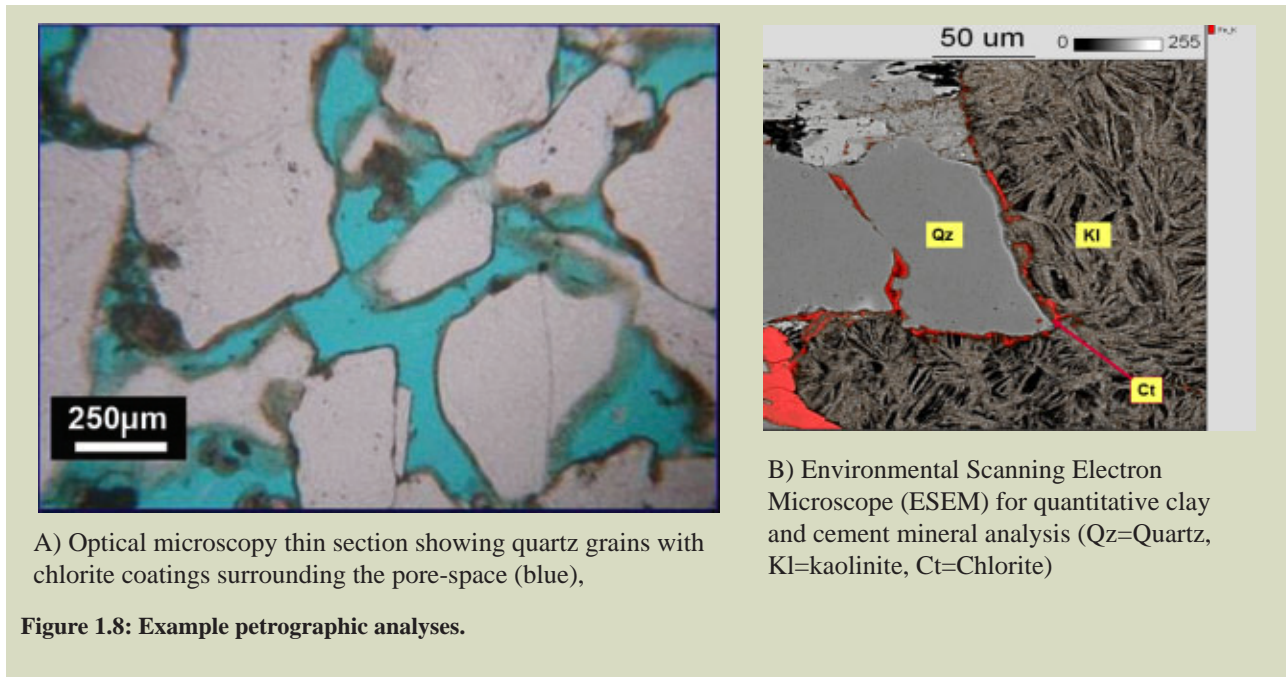 250µm
50 um 0 255
Qz
Kl
Ct
A) Optical microscopy thin section showing quartz grains with
chlorite coatings surrounding the pore-space (blue),
B) Environmental Scanning Electron
Microscope (ESEM) for quantitative clay
and cement mineral analysis (Qz=Quartz,
Kl=kaolinite, Ct=Chlorite)
Figure 1.8: Example petrographic analyses.